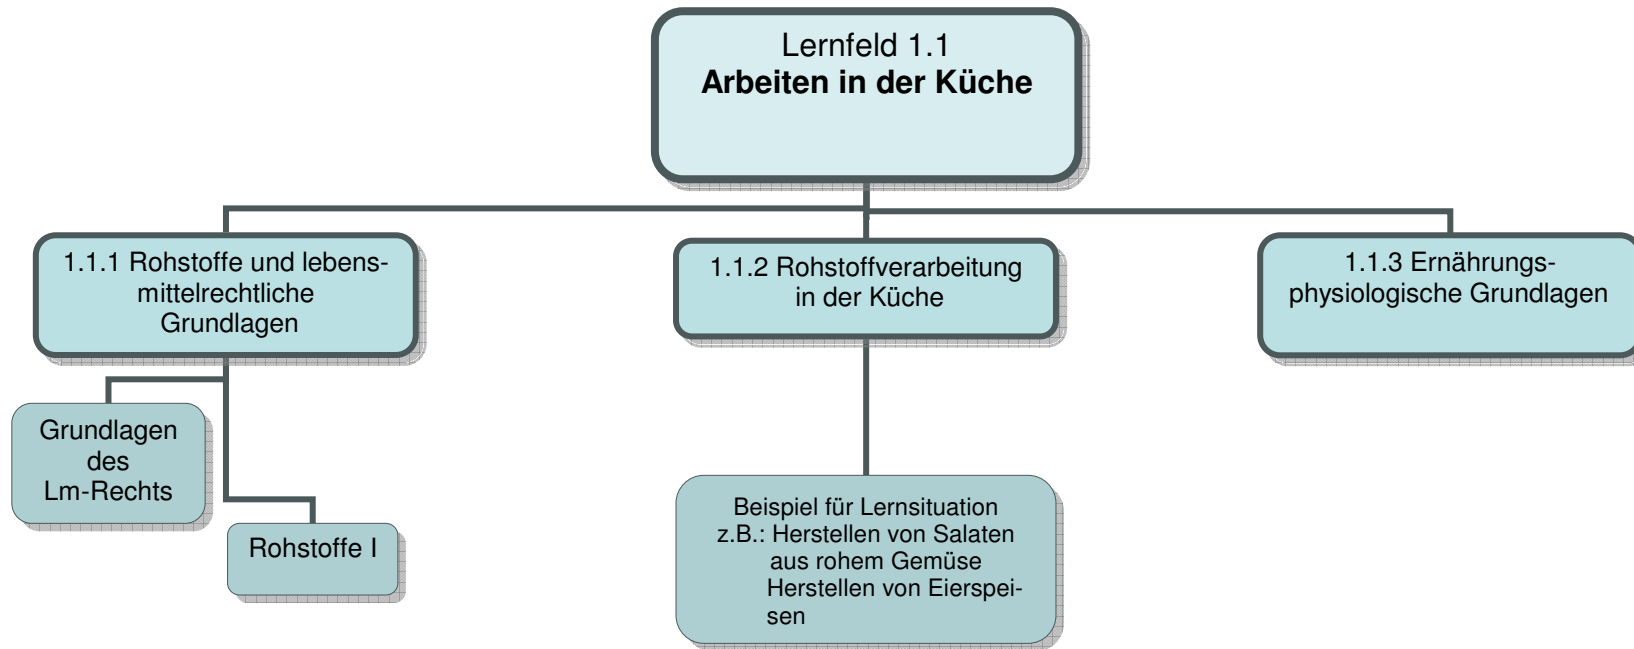 Lernfeld 1.1
Arbeiten in der Küche
1.1.1 Rohstoffe und lebens-
mittelrechtliche
Grundlagen
1.1.2 Rohstoffverarbeitung
in der Küche
1.1.3 Ernährungs-
physiologische Grundlagen
Grundlagen
des
Lm-Rechts
Rohstoffe I
Beispiel für Lernsituation
z.B.: Herstellen von Salaten
aus rohem Gemüse
Herstellen von Eierspei-
sen